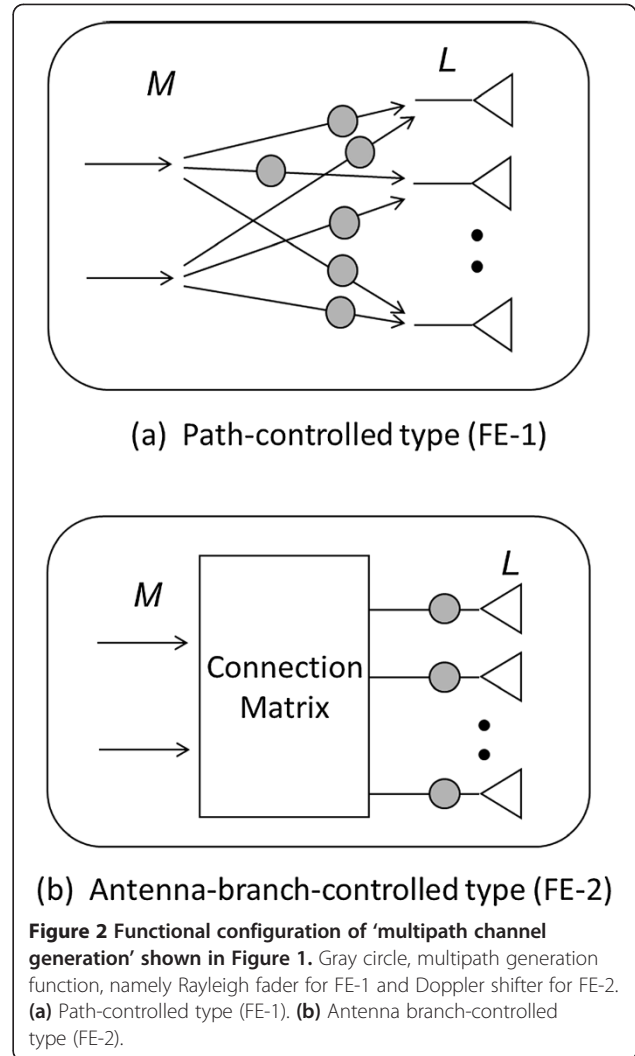 M
L
(a) Path-controlled type (FE-1)
M
L
Connection
Matrix
(b) Antenna-branch-controlled type (FE-2)
Figure 2 Functional configuration of ‘multipath channel
generation’ shown in Figure 1. Gray circle, multipath generation
function, namely Rayleigh fader for FE-1 and Doppler shifter for FE-2.
(a) Path-controlled type (FE-1). (b) Antenna branch-controlled
type (FE-2).